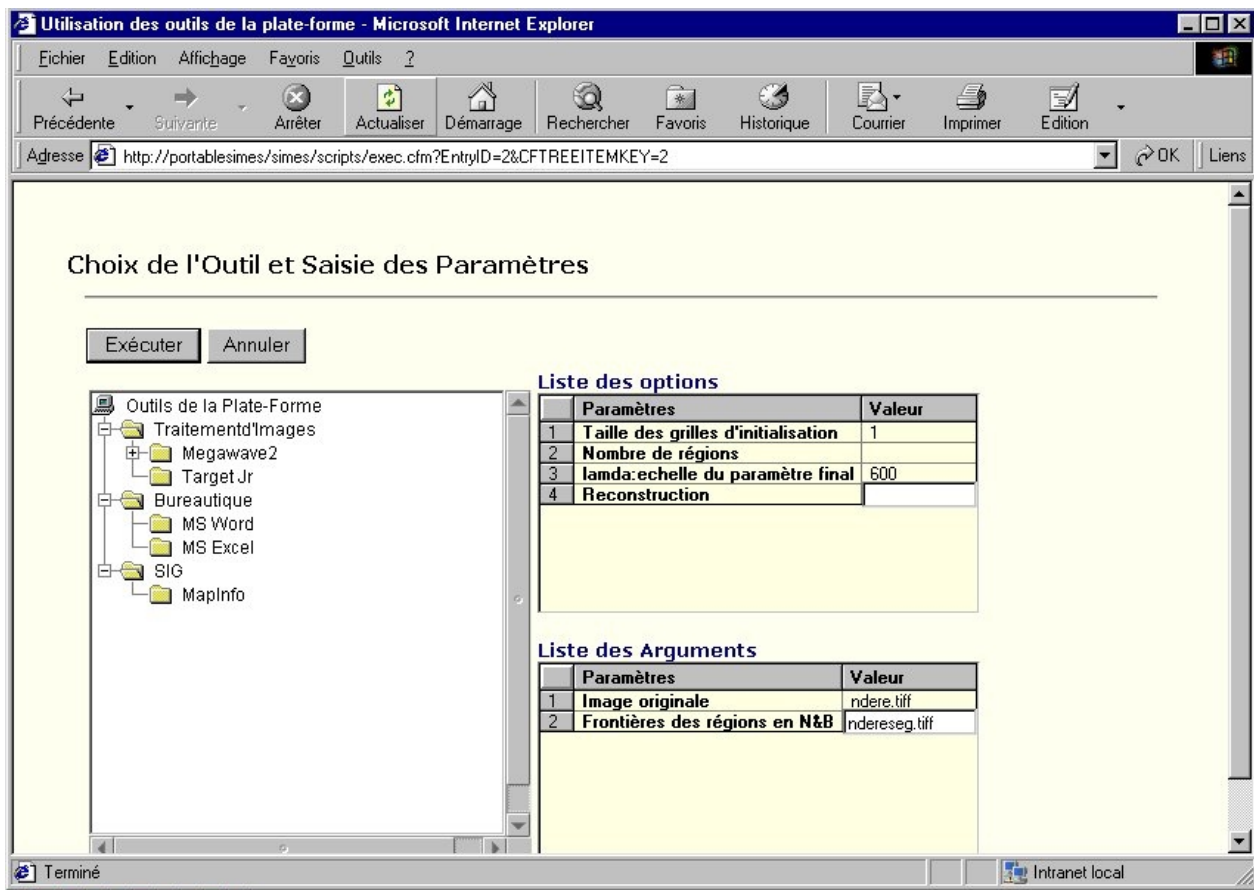 Utilisation des outils de la plate-forme - Microsoft Internet Explorer
Fichier Edition Affichage Favoris Outils ?
Précédente Suivante Arrêter Actualiser Démarrage Rechercher Favoris Historique Courrier Imprimer Edition
Adresse http://portablesimes/simes/scripts/exec.cfm?EntryID=2&CFTREEITEMKEY=2 OK Liens
Choix de l'Outil et Saisie des Paramètres
Exécuter Annuler
Outils de la Plate-Forme
Traitementd'Images
Megawave2
Target Jr
Bureautique
MS Word
MS Excel
SIG
MapInfo
Liste des options
Paramètres Valeur
1 Taille des grilles d'initialisation 1
2 Nombre de régions
3 lamda:echelle du paramètre final 600
4 Reconstruction
Liste des Arguments
Paramètres Valeur
1 Image originale ndere.tiff
2 Frontières des régions en N&B ndereseg.tiff
Terminé Intranet local